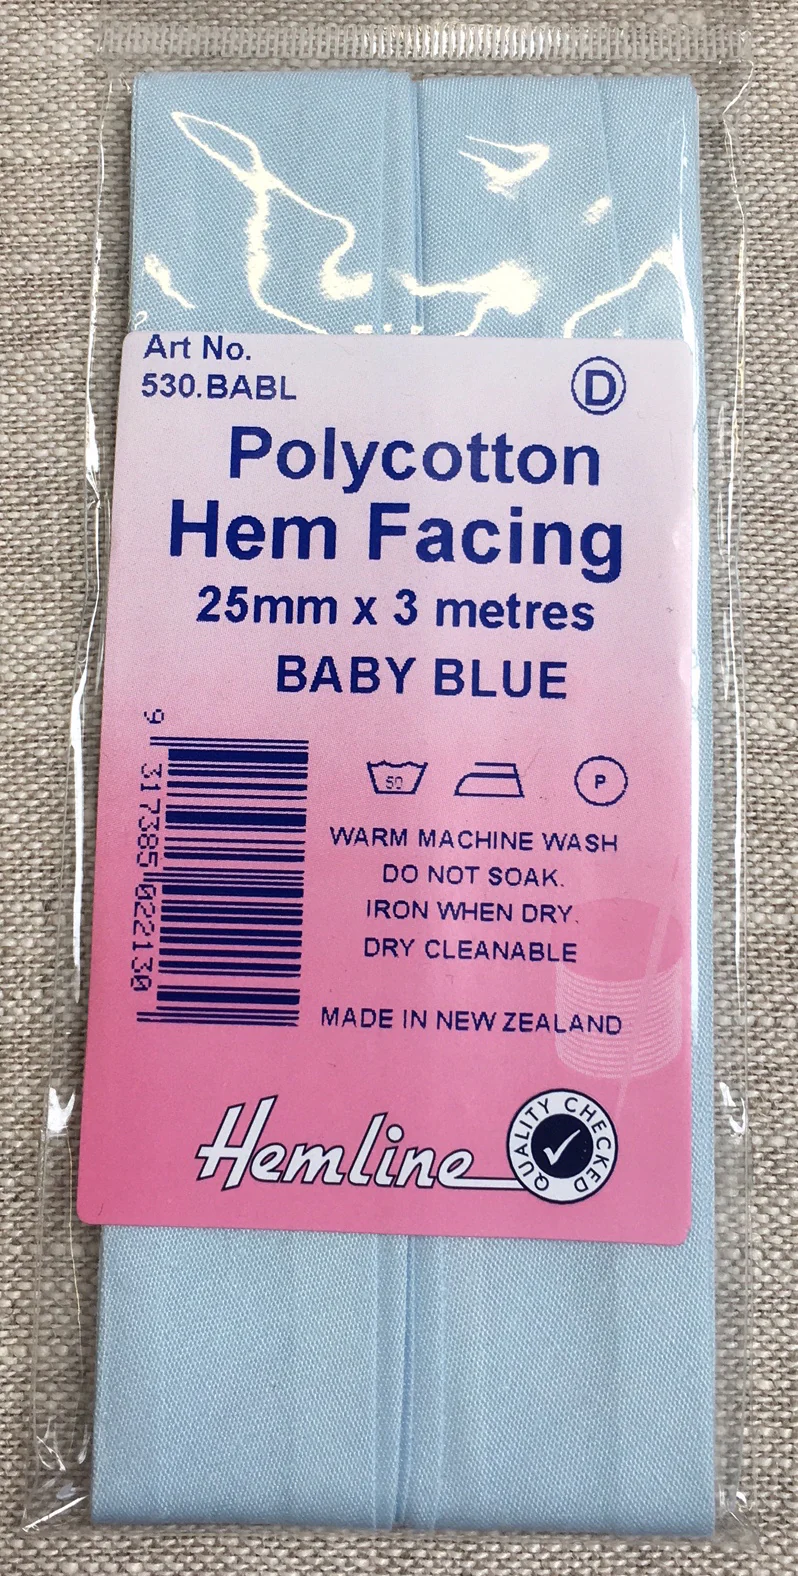 Art No.
530.BABL
D
Polycotton
Hem Facing
25mm x 3 metres
BABY BLUE
9 317385 022130
50
P
WARM MACHINE WASH
DO NOT SOAK.
IRON WHEN DRY.
DRY CLEANABLE
MADE IN NEW ZEALAND
Hemline
QUALITY CHECKED